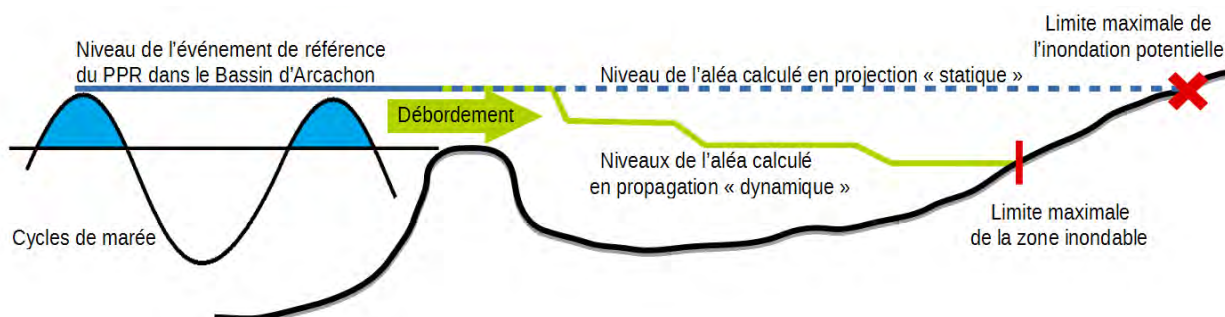 Niveau de l'événement de référence
du PPR dans le Bassin d'Arcachon
Limite maximale de
l'inondation potentielle
Niveau de l'aléa calculé en projection « statique »
Débordement
Niveaux de l'aléa calculé
en propagation « dynamique »
Cycles de marée
Limite maximale
de la zone inondable